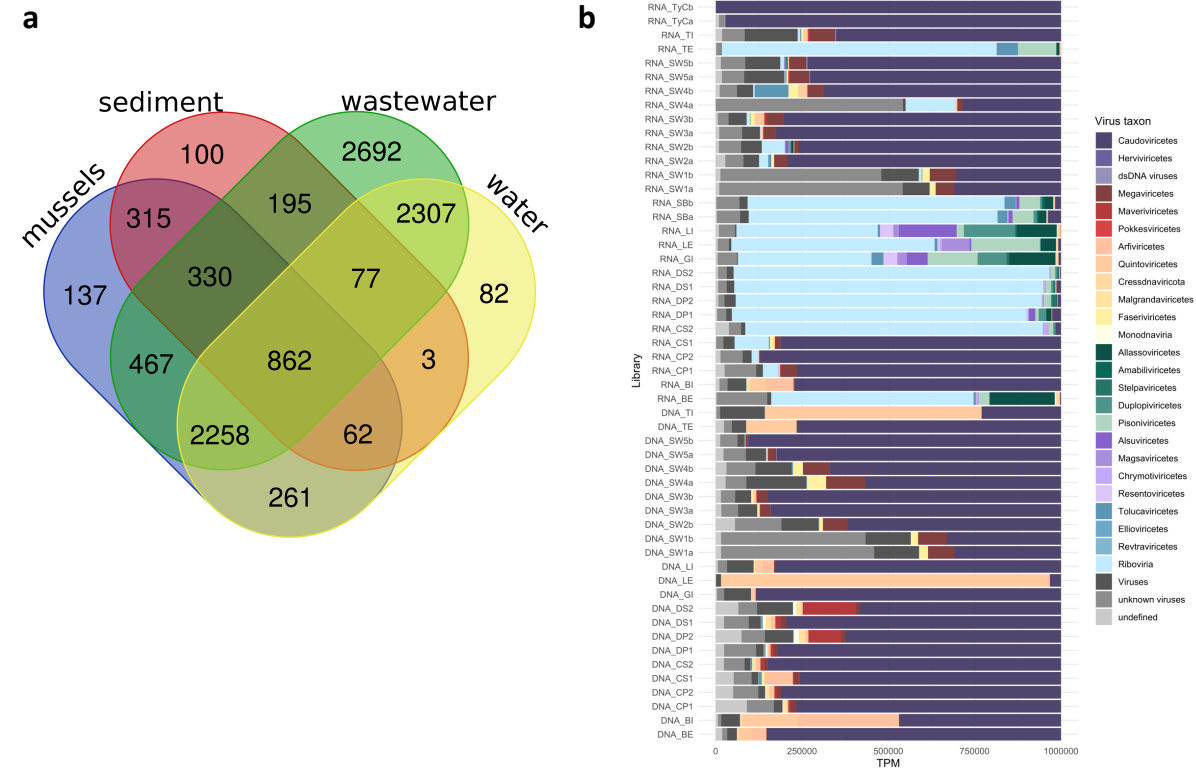 a
sediment
wastewater
mussels
water
100
2692
315
195
2307
137
330
77
82
467
862
3
2258
62
261
b
RNA_TyCb
RNA_TyCa
RNA_TI
RNA_TE
RNA_SW5b
RNA_SW5a
RNA_SW4b
RNA_SW4a
RNA_SW3b
RNA_SW3a
RNA_SW2b
RNA_SW2a
RNA_SW1b
RNA_SW1a
RNA_SBb
RNA_SBa
RNA_LI
RNA_LE
RNA_GI
RNA_DS2
RNA_DS1
RNA_DP2
RNA_DP1
RNA_CS2
RNA_CS1
RNA_CP2
RNA_CP1
RNA_BI
RNA_BE
DNA_TI
DNA_TE
DNA_SW5b
DNA_SW5a
DNA_SW4b
DNA_SW4a
DNA_SW3b
DNA_SW3a
DNA_SW2b
DNA_SW1b
DNA_SW1a
DNA_LI
DNA_LE
DNA_GI
DNA_DS2
DNA_DS1
DNA_DP2
DNA_DP1
DNA_CS2
DNA_CS1
DNA_CP2
DNA_CP1
DNA_BI
DNA_BE
Library
0 250000 500000 750000 1000000
TPM
Virus taxon
Caudoviricetes
Herviviricetes
dsDNA viruses
Megaviricetes
Maveriviricetes
Pokkesviricetes
Arfiviricetes
Quintoviricetes
Cressdnaviricota
Malgrandaviricetes
Faserviricetes
Monodnaviria
Allassoviricetes
Amabiliviricetes
Stelpaviricetes
Duplopiviricetes
Pisoniviricetes
Alsuviricetes
Magsaviricetes
Chrymotiviricetes
Resentoviricetes
Tolucaviricetes
Ellioviricetes
Revtraviricetes
Riboviria
Viruses
unknown viruses
undefined